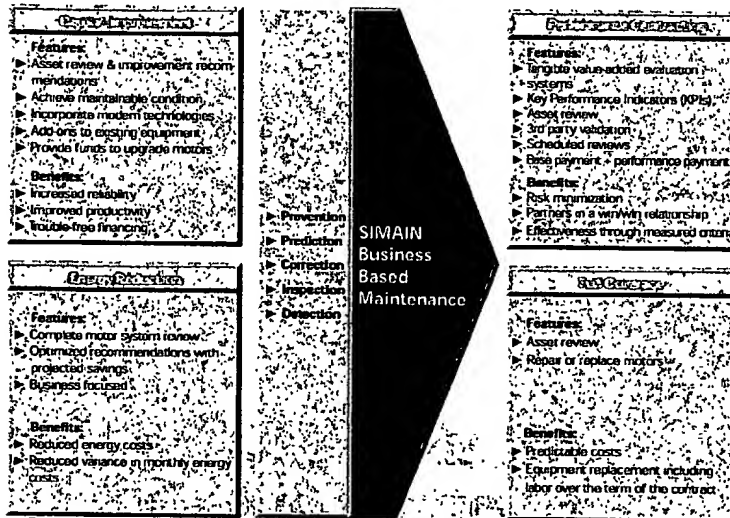 Features:
▶ Asset review & improvement recom-
mendations
▶ Achieve maintainable condition
▶ Incorporate modern technologies
▶ Add-ons to existing equipment
▶ Provide funds to upgrade motors
Benefits:
▶ Increased reliability
▶ Improved productivity
▶ Trouble-free financing
Energy Reduction
Features:
▶ Complete motor system review
▶ Optimized recommendations with
projected savings
▶ Business focused
Benefits:
▶ Reduced energy costs
▶ Reduced variance in monthly energy
costs
▶ Prevention
▶ Prediction
▶ Correction
▶ Inspection
▶ Detection
SIMAIN
Business
Based
Maintenance
Performance Contracting
Features:
▶ Tangible value-added evaluation
systems
▶ Key Performance Indicators (KPIs)
▶ Asset review
▶ 3rd party validation
▶ Scheduled reviews
▶ Base payment + performance payment
Benefits:
▶ Risk minimization
▶ Partners in a win/win relationship
▶ Effectiveness through measured criteria
Full Coverage
Features:
▶ Asset review
▶ Repair or replace motors
Benefits:
▶ Predictable costs
▶ Equipment replacement including
labor over the term of the contract